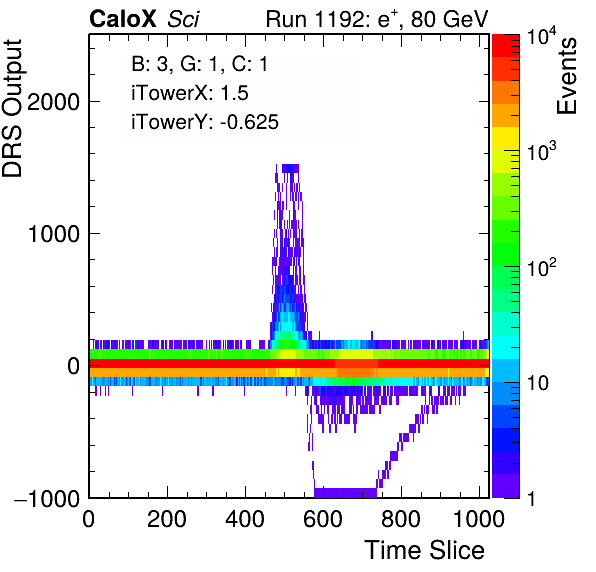 CaloX Sci Run 1192: e+, 80 GeV
B: 3, G: 1, C: 1
iTowerX: 1.5
iTowerY: -0.625
DRS Output
2000
1000
0
−1000
0 200 400 600 800 1000
Time Slice
Events
10^4
10^3
10^2
10
1